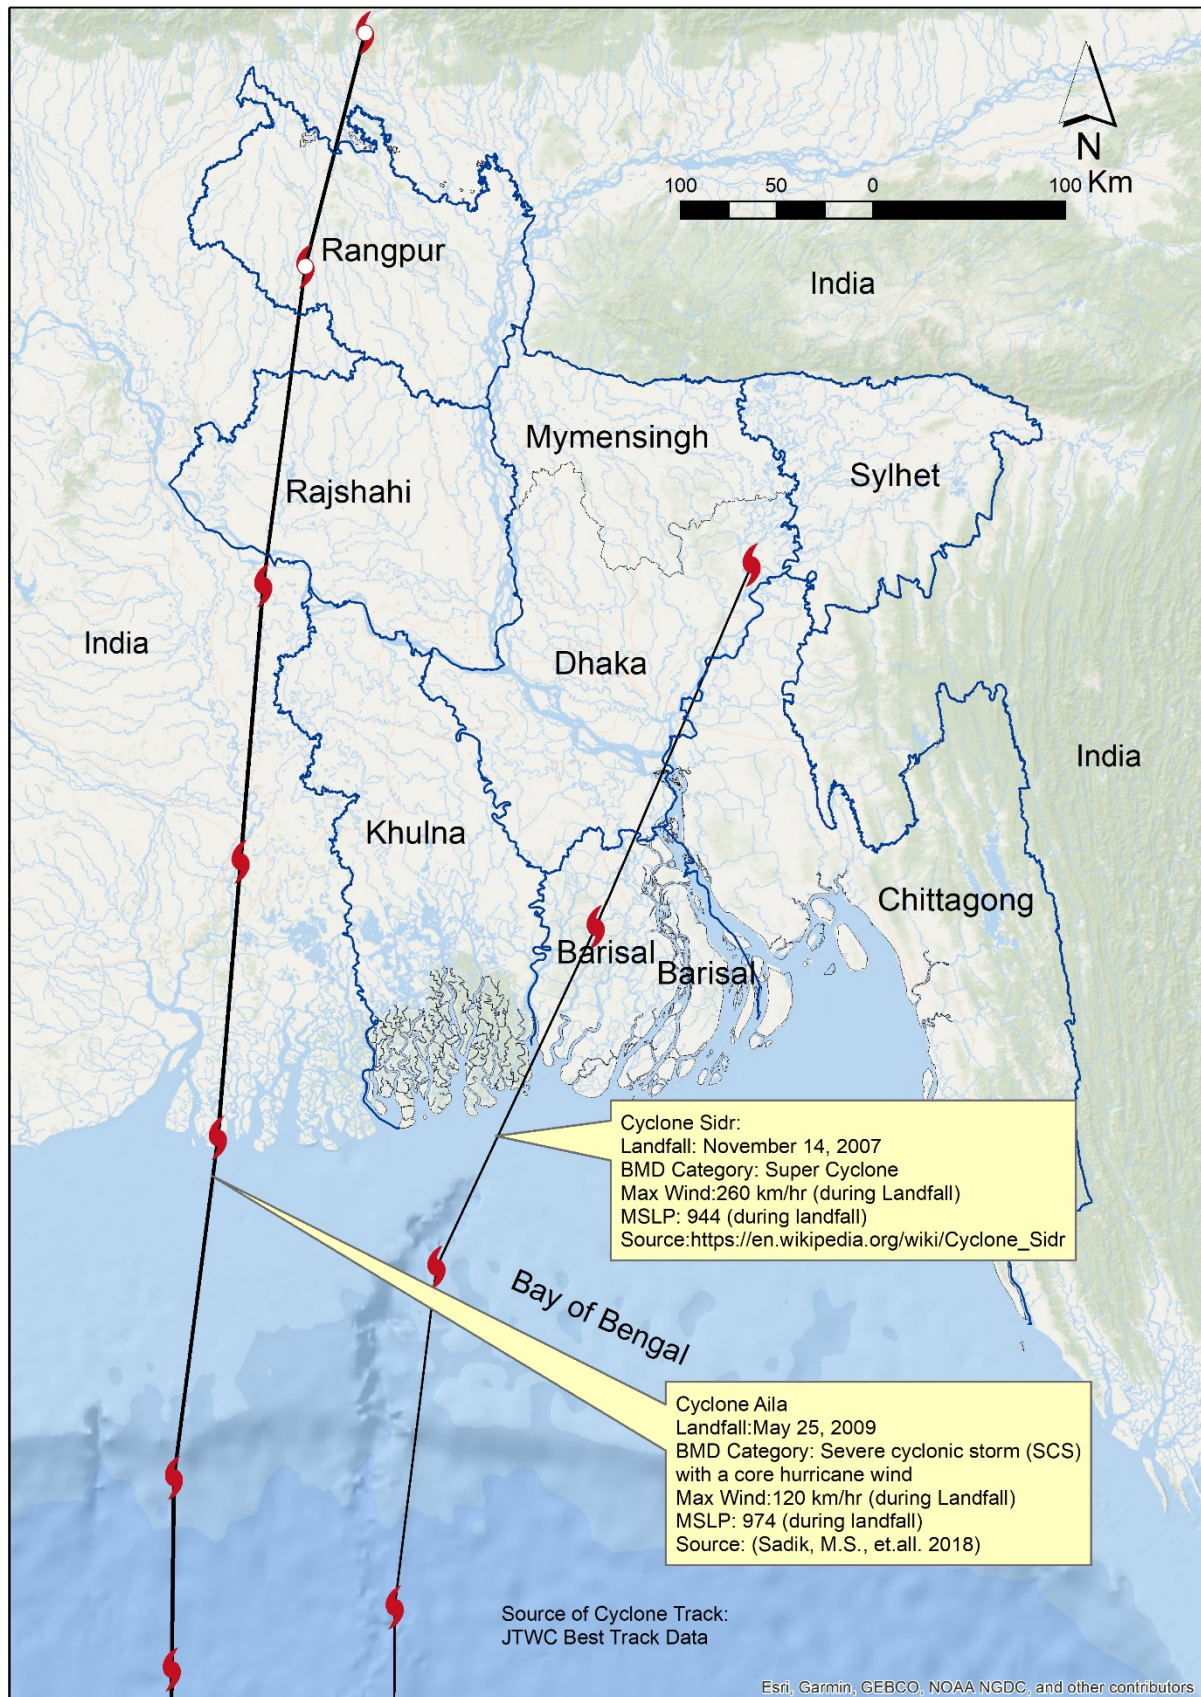 N
100 50 0 100 Km
Rangpur
India
Mymensingh
Sylhet
Rajshahi
India
Dhaka
India
Khulna
Chittagong
Barisal
Barisal
Cyclone Sidr:
Landfall: November 14, 2007
BMD Category: Super Cyclone
Max Wind:260 km/hr (during Landfall)
MSLP: 944 (during landfall)
Source:https://en.wikipedia.org/wiki/Cyclone_Sidr
Bay of Bengal
Cyclone Aila
Landfall:May 25, 2009
BMD Category: Severe cyclonic storm (SCS)
with a core hurricane wind
Max Wind:120 km/hr (during Landfall)
MSLP: 974 (during landfall)
Source: (Sadik, M.S., et.all. 2018)
Source of Cyclone Track:
JTWC Best Track Data
Esri, Garmin, GEBCO, NOAA NGDC, and other contributors